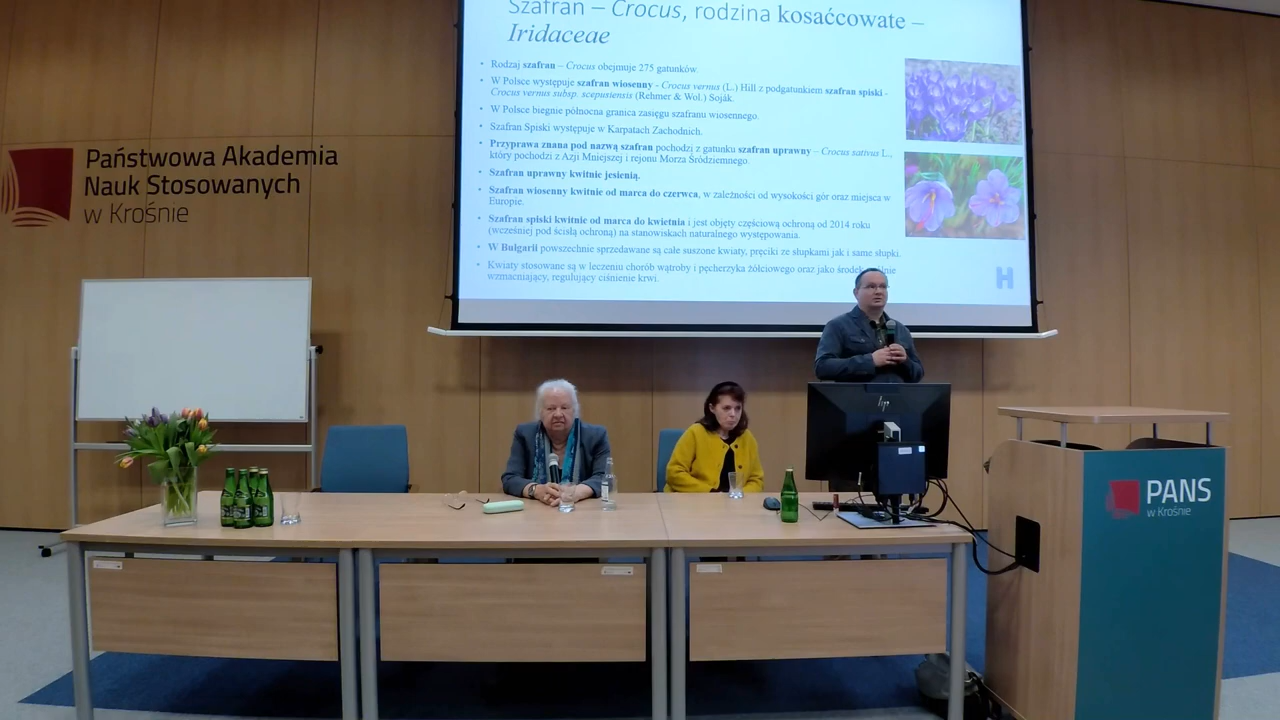 Szafran – Crocus, rodzina kosaćcowate –
Iridaceae
• Rodzaj szafran – Crocus obejmuje 275 gatunków.
• W Polsce występuje szafran wiosenny - Crocus vernus (L.) Hill z podgatunkiem szafran spiski -
Crocus vernus subsp. scepusiensis (Rehmer & Wol.) Soják.
• W Polsce biegnie północna granica zasięgu szafranu wiosennego.
• Szafran Spiski występuje w Karpatach Zachodnich.
• Przyprawa znana pod nazwą szafran pochodzi z gatunku szafran uprawny – Crocus sativus L.,
który pochodzi z Azji Mniejszej i rejonu Morza Śródziemnego.
• Szafran uprawny kwitnie jesienią.
• Szafran wiosenny kwitnie od marca do czerwca, w zależności od wysokości gór oraz miejsca w
Europie.
• Szafran spiski kwitnie od marca do kwietnia i jest objęty częściową ochroną od 2014 roku
(wcześniej pod ścisłą ochroną) na stanowiskach naturalnego występowania.
• W Bułgarii powszechnie sprzedawane są całe suszone kwiaty, pręciki ze słupkami jak i same słupki.
• Kwiaty stosowane są w leczeniu chorób wątroby i pęcherzyka żółciowego oraz jako środek
wzmacniający, regulujący ciśnienie krwi.
H
Państwowa Akademia
Nauk Stosowanych
w Krośnie
hp
PANS
w Krośnie